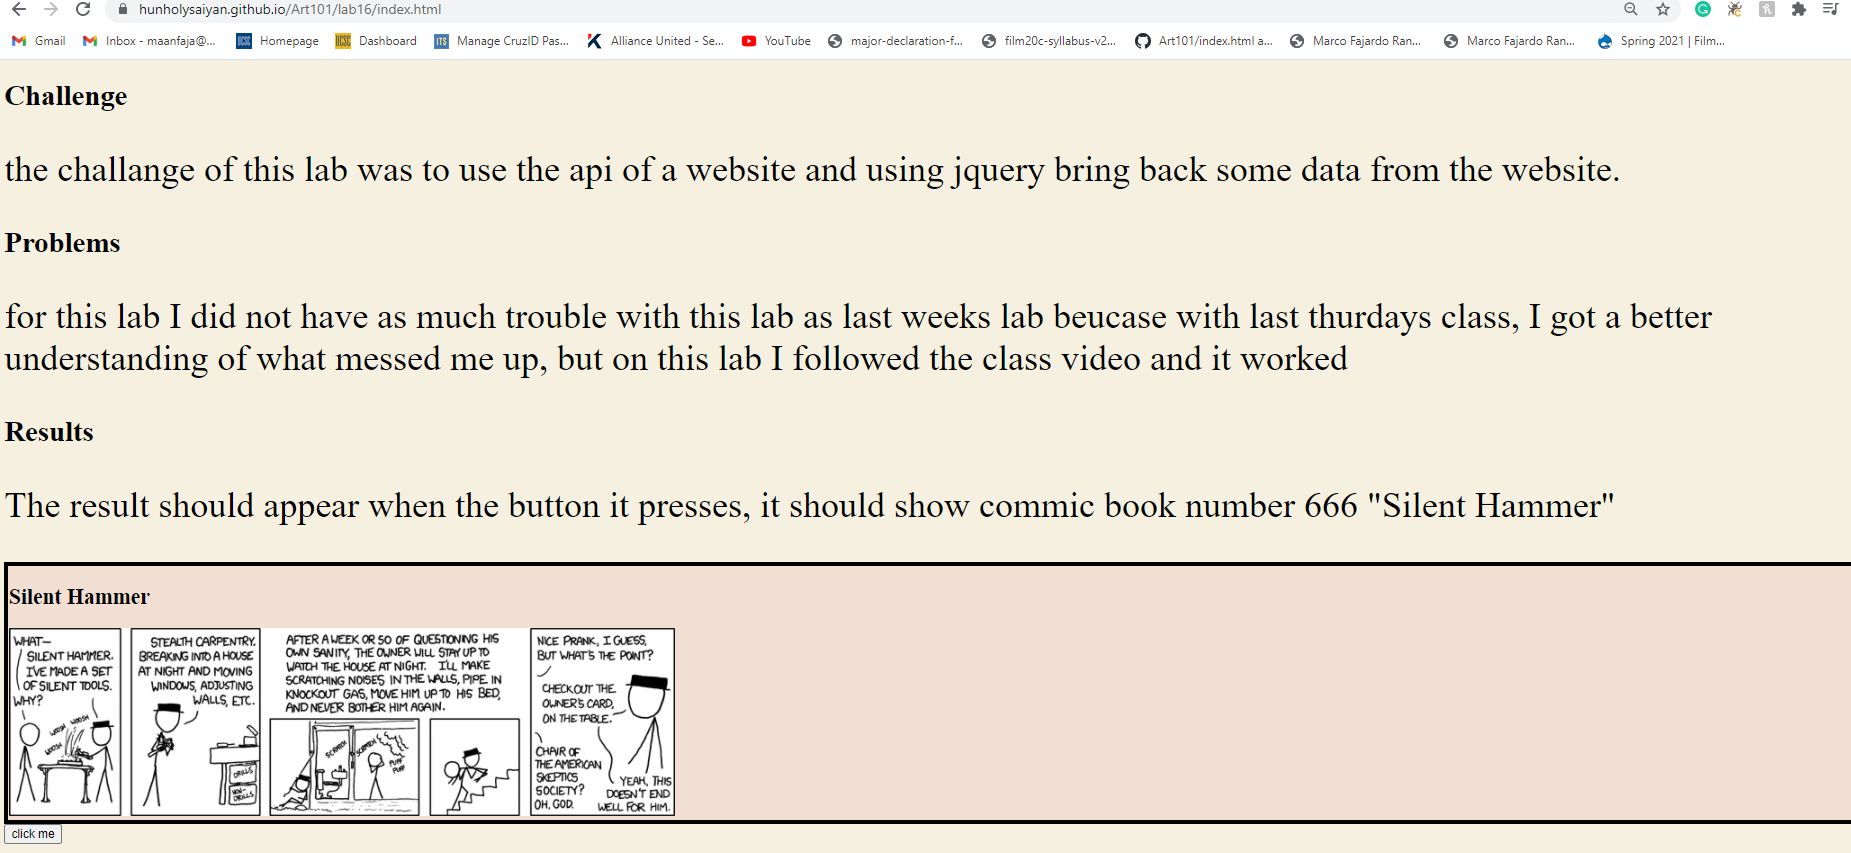 hunholysaiyan.github.io/Art101/lab16/index.html
Gmail
Inbox - maanfaja@...
UCSC Homepage
UCSC Dashboard
ITS Manage CruzID Pas...
Alliance United - Se...
YouTube
major-declaration-f...
film20c-syllabus-v2...
Art101/index.html a...
Marco Fajardo Ran...
Marco Fajardo Ran...
Spring 2021 | Film...
Challenge
the challange of this lab was to use the api of a website and using jquery bring back some data from the website.
Problems
for this lab I did not have as much trouble with this lab as last weeks lab beucase with last thurdays class, I got a better
understanding of what messed me up, but on this lab I followed the class video and it worked
Results
The result should appear when the button it presses, it should show commic book number 666 "Silent Hammer"
Silent Hammer
WHAT—
SILENT HAMMER.
I'VE MADE A SET
OF SILENT TOOLS.
WHY?
WOOSH WOOSH
WOOSH
STEALTH CARPENTRY.
BREAKING INTO A HOUSE
AT NIGHT AND MOVING
WINDOWS, ADJUSTING
WALLS, ETC.
DRILLS
NON-
DRILLS
AFTER A WEEK OR SO OF QUESTIONING HIS
OWN SANITY, THE OWNER WILL STAY UP TO
WATCH THE HOUSE AT NIGHT. I'LL MAKE
SCRATCHING NOISES IN THE WALLS, PIPE IN
KNOCKOUT GAS, MOVE HIM UP TO HIS BED,
AND NEVER BOTHER HIM AGAIN.
SCRATCH
SCRATCH
PUFF
PUFF
NICE PRANK, I GUESS,
BUT WHAT'S THE POINT?
CHECK OUT THE
OWNER'S CARD,
ON THE TABLE.
CHAIR OF
THE AMERICAN
SKEPTICS
SOCIETY?
OH, GOD.
YEAH, THIS
DOESN'T END
WELL FOR HIM.
click me